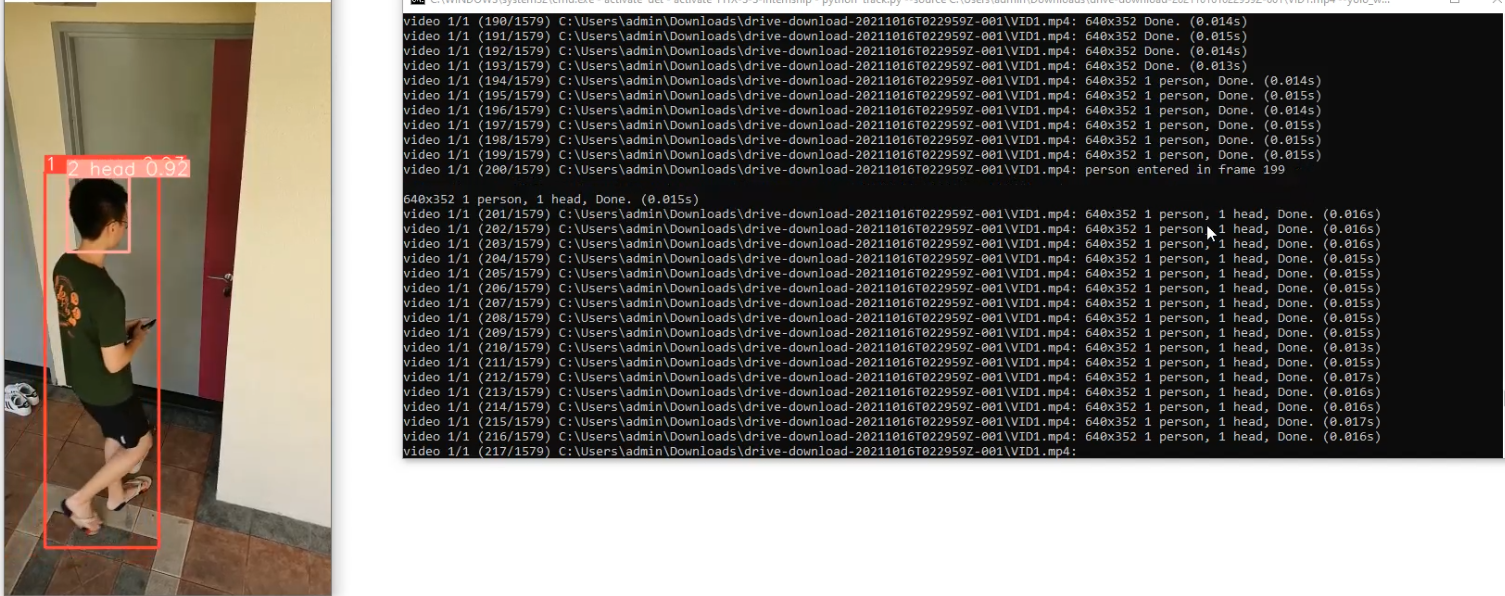 1
2 head 0.92
video 1/1 (190/1579) C:\Users\admin\Downloads\drive-download-20211016T022959Z-001\VID1.mp4: 640x352 Done. (0.014s)
video 1/1 (191/1579) C:\Users\admin\Downloads\drive-download-20211016T022959Z-001\VID1.mp4: 640x352 Done. (0.015s)
video 1/1 (192/1579) C:\Users\admin\Downloads\drive-download-20211016T022959Z-001\VID1.mp4: 640x352 Done. (0.014s)
video 1/1 (193/1579) C:\Users\admin\Downloads\drive-download-20211016T022959Z-001\VID1.mp4: 640x352 Done. (0.013s)
video 1/1 (194/1579) C:\Users\admin\Downloads\drive-download-20211016T022959Z-001\VID1.mp4: 640x352 1 person, Done. (0.014s)
video 1/1 (195/1579) C:\Users\admin\Downloads\drive-download-20211016T022959Z-001\VID1.mp4: 640x352 1 person, Done. (0.015s)
video 1/1 (196/1579) C:\Users\admin\Downloads\drive-download-20211016T022959Z-001\VID1.mp4: 640x352 1 person, Done. (0.014s)
video 1/1 (197/1579) C:\Users\admin\Downloads\drive-download-20211016T022959Z-001\VID1.mp4: 640x352 1 person, Done. (0.015s)
video 1/1 (198/1579) C:\Users\admin\Downloads\drive-download-20211016T022959Z-001\VID1.mp4: 640x352 1 person, Done. (0.015s)
video 1/1 (199/1579) C:\Users\admin\Downloads\drive-download-20211016T022959Z-001\VID1.mp4: 640x352 1 person, Done. (0.015s)
video 1/1 (200/1579) C:\Users\admin\Downloads\drive-download-20211016T022959Z-001\VID1.mp4: person entered in frame 199
640x352 1 person, 1 head, Done. (0.015s)
video 1/1 (201/1579) C:\Users\admin\Downloads\drive-download-20211016T022959Z-001\VID1.mp4: 640x352 1 person, 1 head, Done. (0.016s)
video 1/1 (202/1579) C:\Users\admin\Downloads\drive-download-20211016T022959Z-001\VID1.mp4: 640x352 1 person, 1 head, Done. (0.016s)
video 1/1 (203/1579) C:\Users\admin\Downloads\drive-download-20211016T022959Z-001\VID1.mp4: 640x352 1 person, 1 head, Done. (0.016s)
video 1/1 (204/1579) C:\Users\admin\Downloads\drive-download-20211016T022959Z-001\VID1.mp4: 640x352 1 person, 1 head, Done. (0.015s)
video 1/1 (205/1579) C:\Users\admin\Downloads\drive-download-20211016T022959Z-001\VID1.mp4: 640x352 1 person, 1 head, Done. (0.015s)
video 1/1 (206/1579) C:\Users\admin\Downloads\drive-download-20211016T022959Z-001\VID1.mp4: 640x352 1 person, 1 head, Done. (0.015s)
video 1/1 (207/1579) C:\Users\admin\Downloads\drive-download-20211016T022959Z-001\VID1.mp4: 640x352 1 person, 1 head, Done. (0.015s)
video 1/1 (208/1579) C:\Users\admin\Downloads\drive-download-20211016T022959Z-001\VID1.mp4: 640x352 1 person, 1 head, Done. (0.015s)
video 1/1 (209/1579) C:\Users\admin\Downloads\drive-download-20211016T022959Z-001\VID1.mp4: 640x352 1 person, 1 head, Done. (0.015s)
video 1/1 (210/1579) C:\Users\admin\Downloads\drive-download-20211016T022959Z-001\VID1.mp4: 640x352 1 person, 1 head, Done. (0.013s)
video 1/1 (211/1579) C:\Users\admin\Downloads\drive-download-20211016T022959Z-001\VID1.mp4: 640x352 1 person, 1 head, Done. (0.015s)
video 1/1 (212/1579) C:\Users\admin\Downloads\drive-download-20211016T022959Z-001\VID1.mp4: 640x352 1 person, 1 head, Done. (0.017s)
video 1/1 (213/1579) C:\Users\admin\Downloads\drive-download-20211016T022959Z-001\VID1.mp4: 640x352 1 person, 1 head, Done. (0.016s)
video 1/1 (214/1579) C:\Users\admin\Downloads\drive-download-20211016T022959Z-001\VID1.mp4: 640x352 1 person, 1 head, Done. (0.016s)
video 1/1 (215/1579) C:\Users\admin\Downloads\drive-download-20211016T022959Z-001\VID1.mp4: 640x352 1 person, 1 head, Done. (0.017s)
video 1/1 (216/1579) C:\Users\admin\Downloads\drive-download-20211016T022959Z-001\VID1.mp4: 640x352 1 person, 1 head, Done. (0.016s)
video 1/1 (217/1579) C:\Users\admin\Downloads\drive-download-20211016T022959Z-001\VID1.mp4: